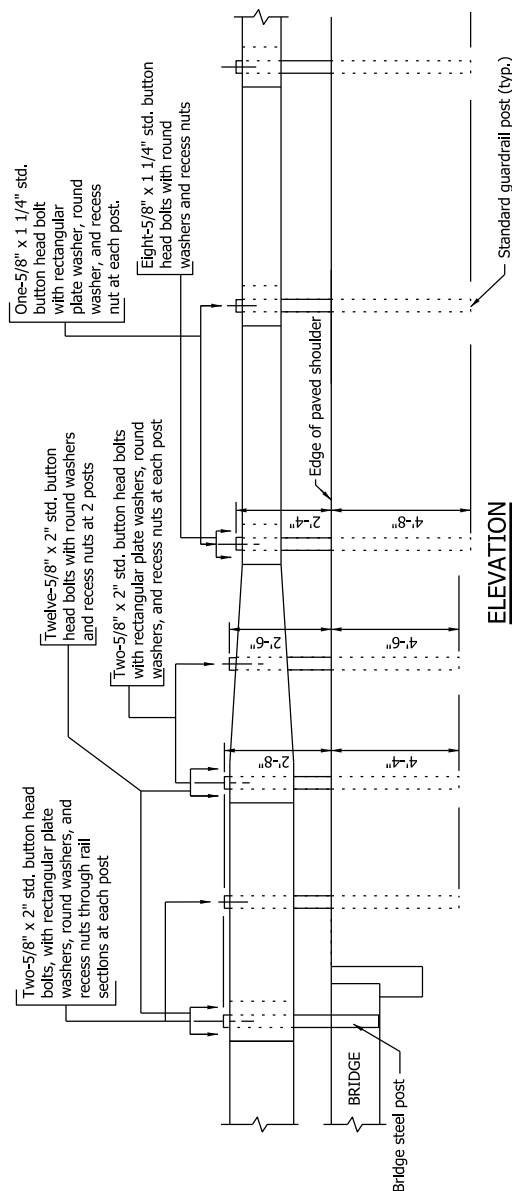 Two-5/8" x 2" std. button head
bolts, with rectangular plate
washers, round washers, and
recess nuts through rail
sections at each post
Twelve-5/8" x 2" std. button
head bolts with round washers
and recess nuts at 2 posts
Two-5/8" x 2" std. button head bolts
with rectangular plate washers, round
washers, and recess nuts at each post
One-5/8" x 1 1/4" std.
button head bolt
with rectangular
plate washer, round
washer, and recess
nut at each post.
Eight-5/8" x 1 1/4" std. button
head bolts with round
washers and recess nuts
2'-8"
2'-6"
2'-4"
Edge of paved shoulder
4'-4"
4'-6"
4'-8"
BRIDGE
Bridge steel post
Standard guardrail post (typ.)
ELEVATION